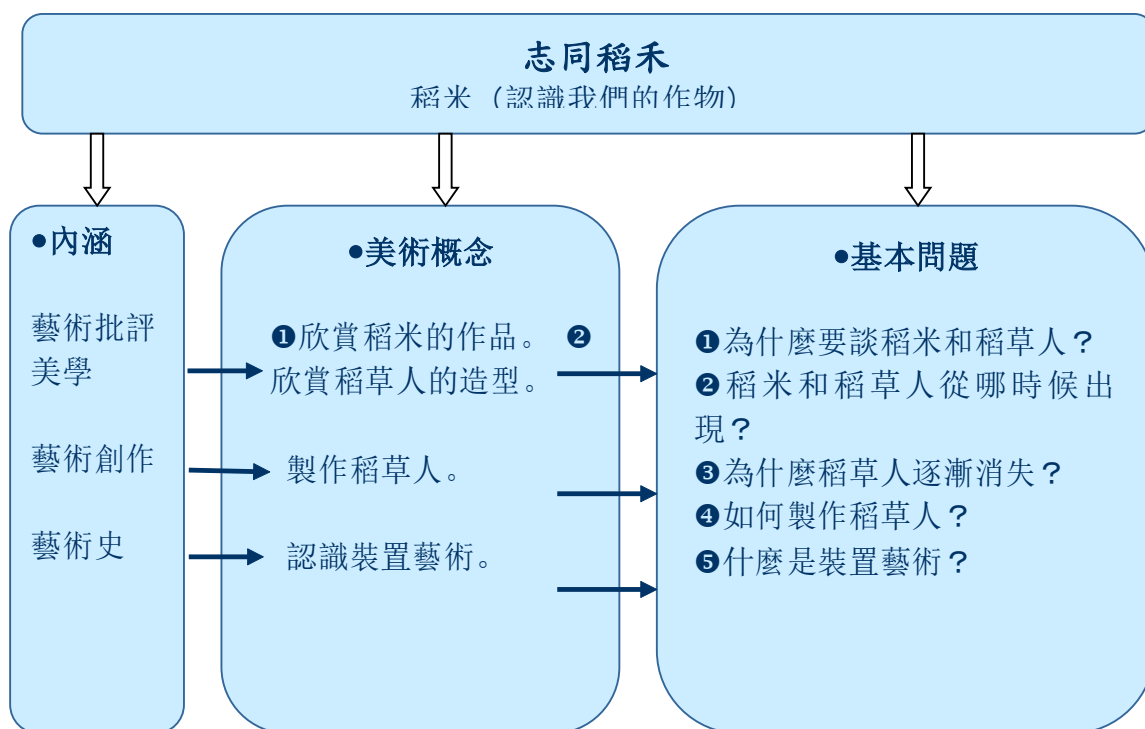 志同稻禾
稻米（認識我們的作物）
●內涵
藝術批評
美學
藝術創作
藝術史
●美術概念
❶欣賞稻米的作品。 ❷
欣賞稻草人的造型。
製作稻草人。
認識裝置藝術。
●基本問題
❶為什麼要談稻米和稻草人？
❷稻米和稻草人從哪時候出
現？
❸為什麼稻草人逐漸消失？
❹如何製作稻草人？
❺什麼是裝置藝術？